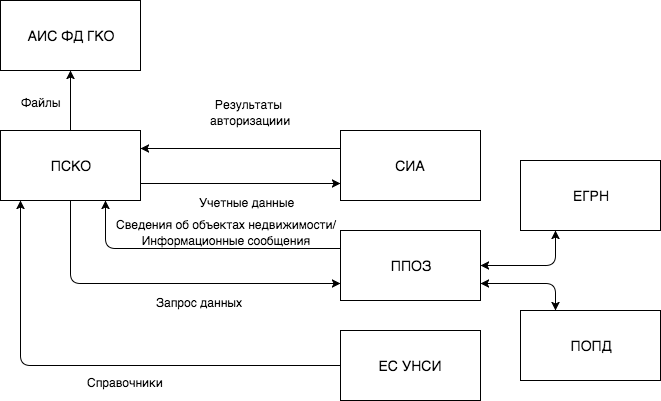 АИС ФД ГКО
Файлы
Результаты
авторизациии
ПСКО
СИА
ЕГРН
Учетные данные
Сведения об объектах недвижимости/
Информационные сообщения
ППОЗ
Запрос данных
ПОПД
ЕС УНСИ
Справочники